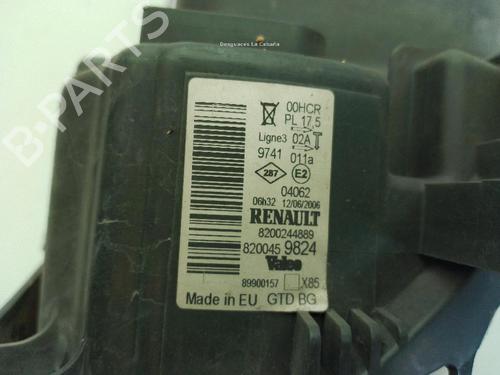 Desguaces La Cabaña
B-Parts
00HCR
PL 17,5
Ligne3 02A T
9741 011a
287 E2
04062
06h32 12/06/2006
RENAULT
8200244889
820045 9824
Valeo
89900157 X85
Made in EU GTD BG